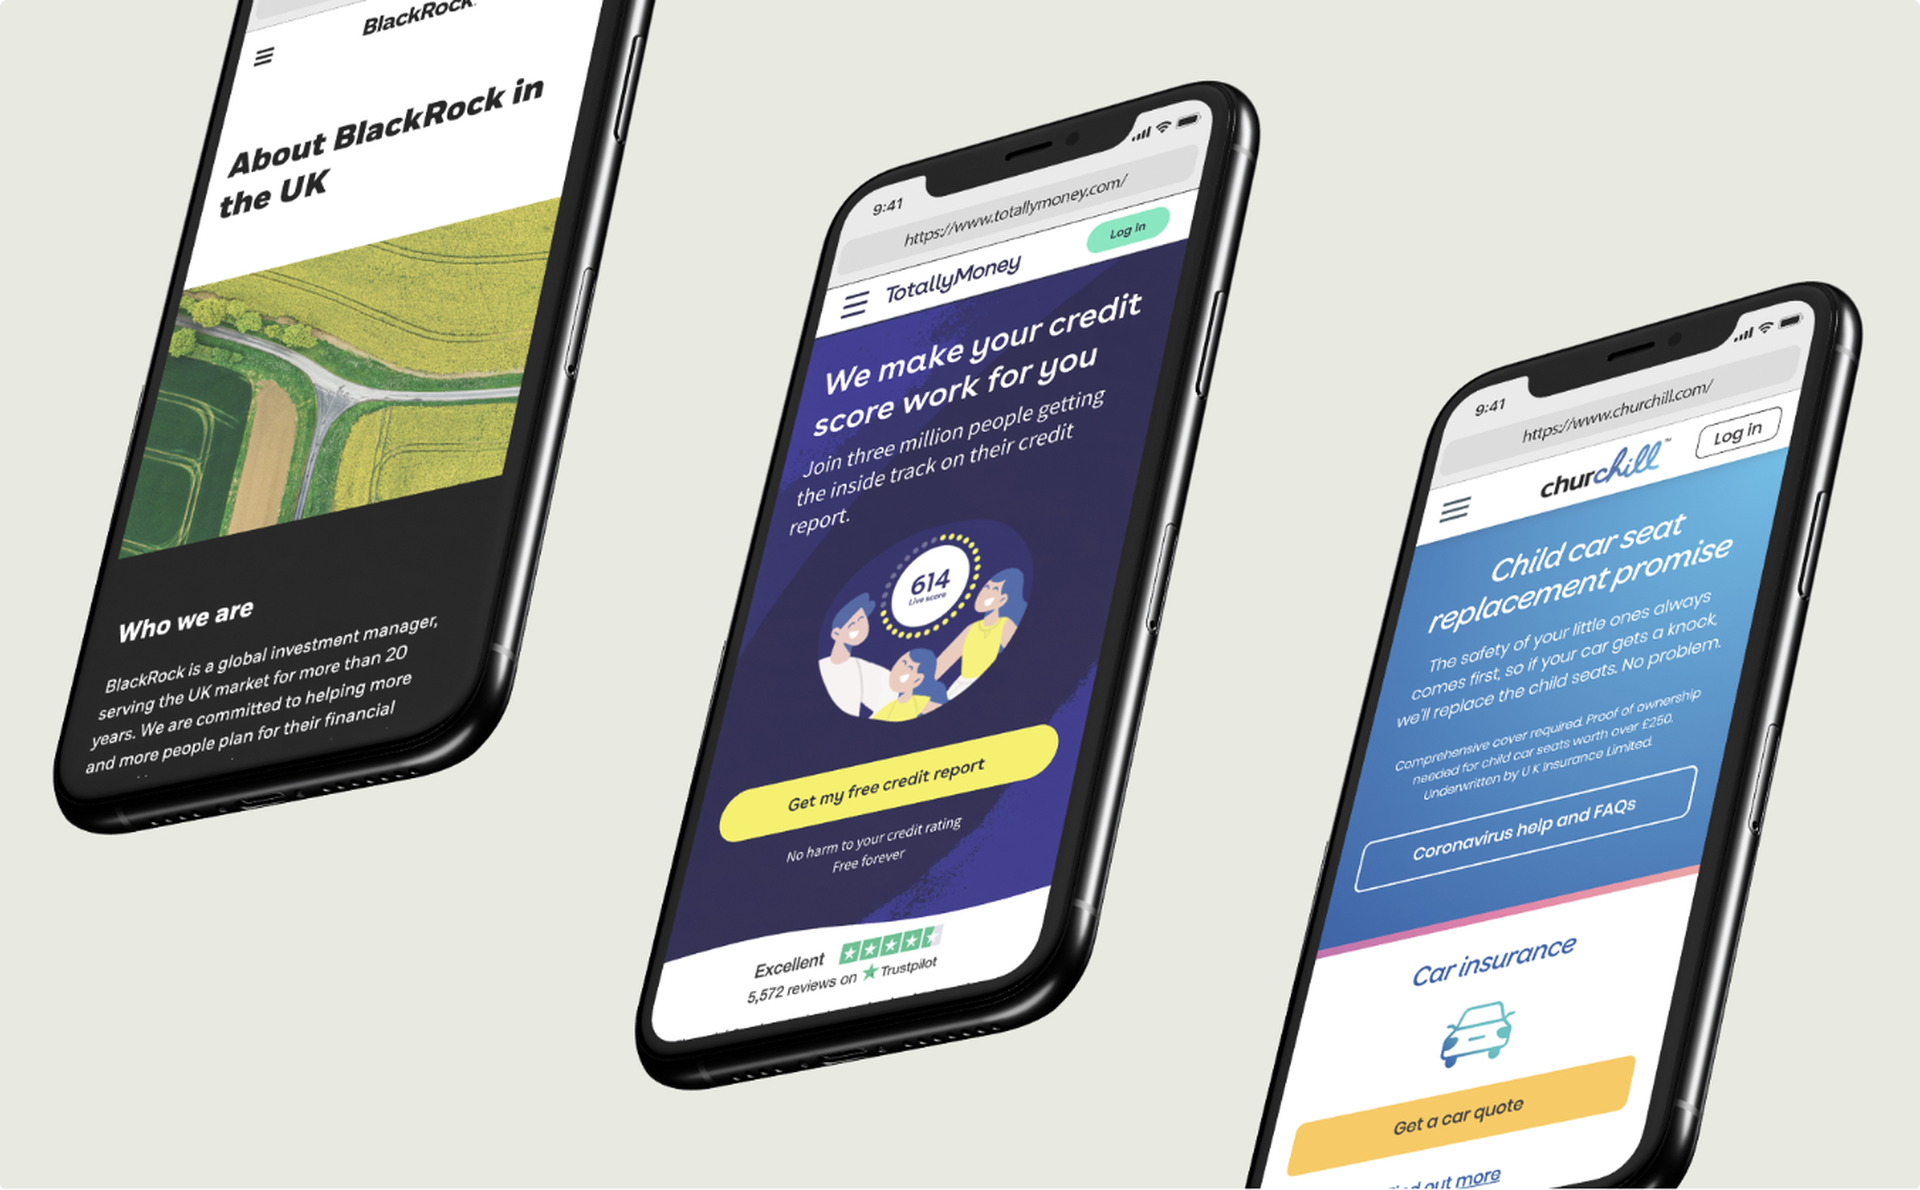 BlackRock
About BlackRock in
the UK
Who we are
BlackRock is a global investment manager,
serving the UK market for more than 20
years. We are committed to helping more
and more people plan for their financial
9:41
https://www.totallymoney.com/
TotallyMoney
Log In
We make your credit
score work for you
Join three million people getting
the inside track on their credit
report.
614
Live score
Get my free credit report
No harm to your credit rating
Free forever
Excellent
5,572 reviews on Trustpilot
9:41
https://www.churchill.com/
churchill™
Log In
Child car seat
replacement promise
The safety of your little ones always
comes first, so if your car gets a knock,
we'll replace the child seats. No problem.
Comprehensive cover required. Proof of ownership
needed for child car seats worth over £250.
Underwritten by U K Insurance Limited.
Coronavirus help and FAQs
Car insurance
Get a car quote
out more